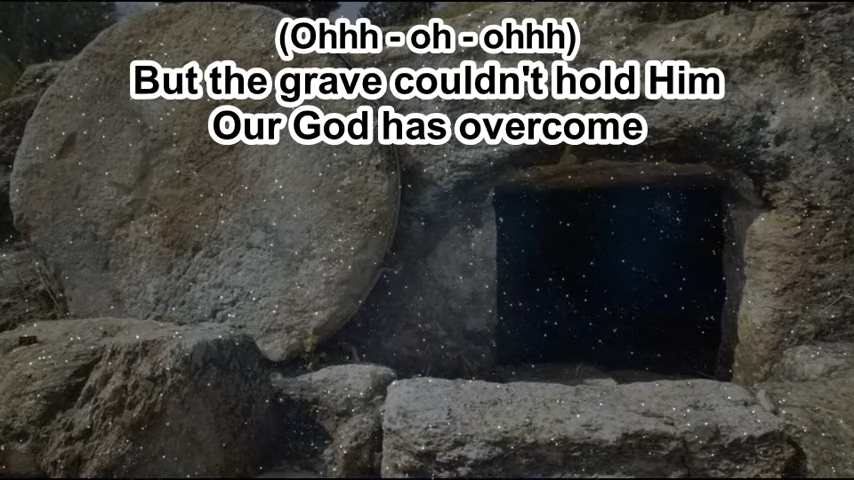 (Ohhh - oh - ohhh)
But the grave couldn't hold Him
Our God has overcome